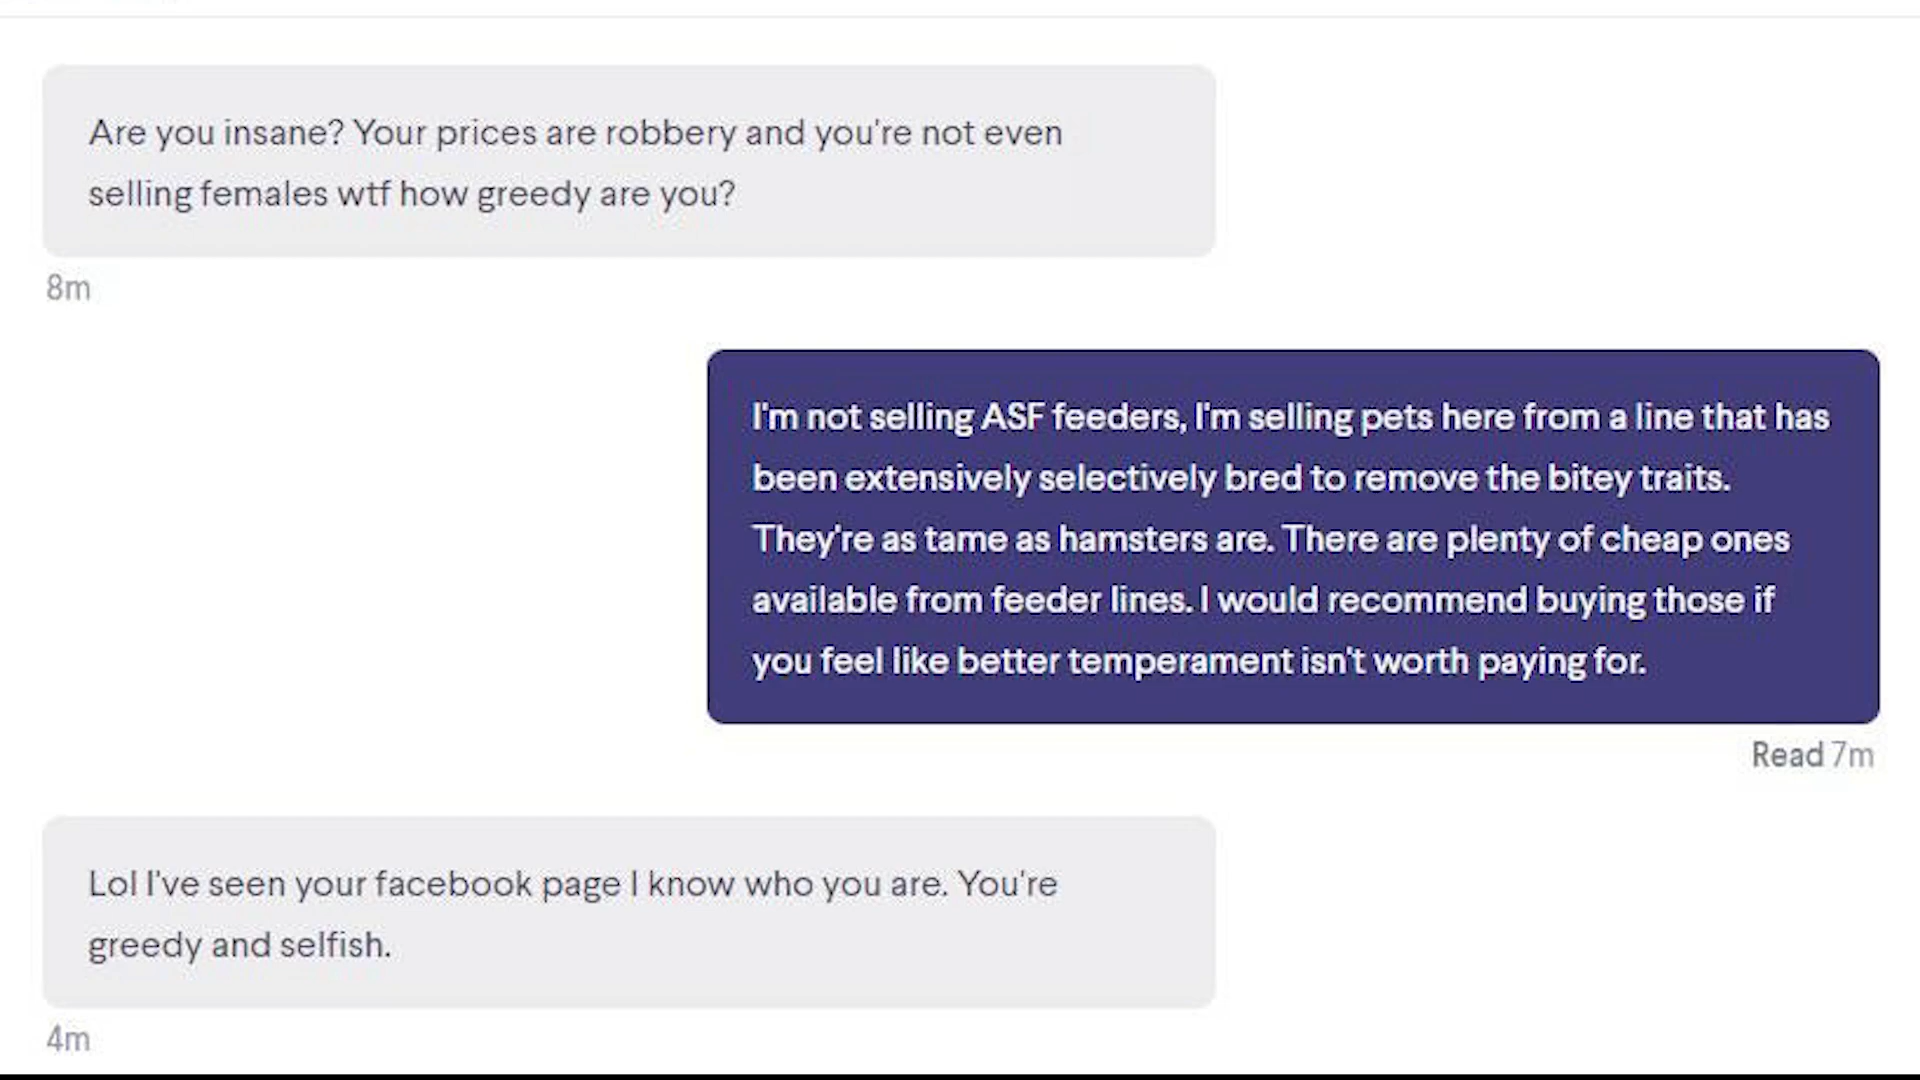 Are you insane? Your prices are robbery and you're not even
selling females wtf how greedy are you?
8m
I'm not selling ASF feeders, I'm selling pets here from a line that has
been extensively selectively bred to remove the bitey traits.
They're as tame as hamsters are. There are plenty of cheap ones
available from feeder lines. I would recommend buying those if
you feel like better temperament isn't worth paying for.
Read 7m
Lol I've seen your facebook page I know who you are. You're
greedy and selfish.
4m